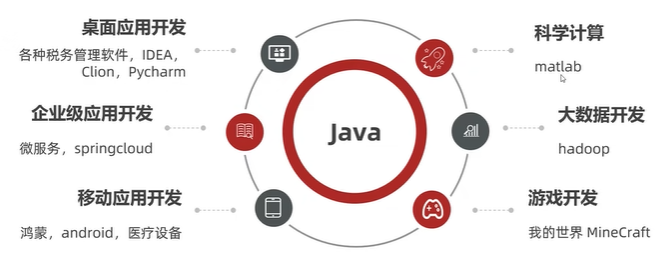 桌面应用开发
各种税务管理软件，IDEA，
Clion，Pycharm
企业级应用开发
微服务，springcloud
移动应用开发
鸿蒙，android，医疗设备
Java
科学计算
matlab
大数据开发
hadoop
游戏开发
我的世界 MineCraft